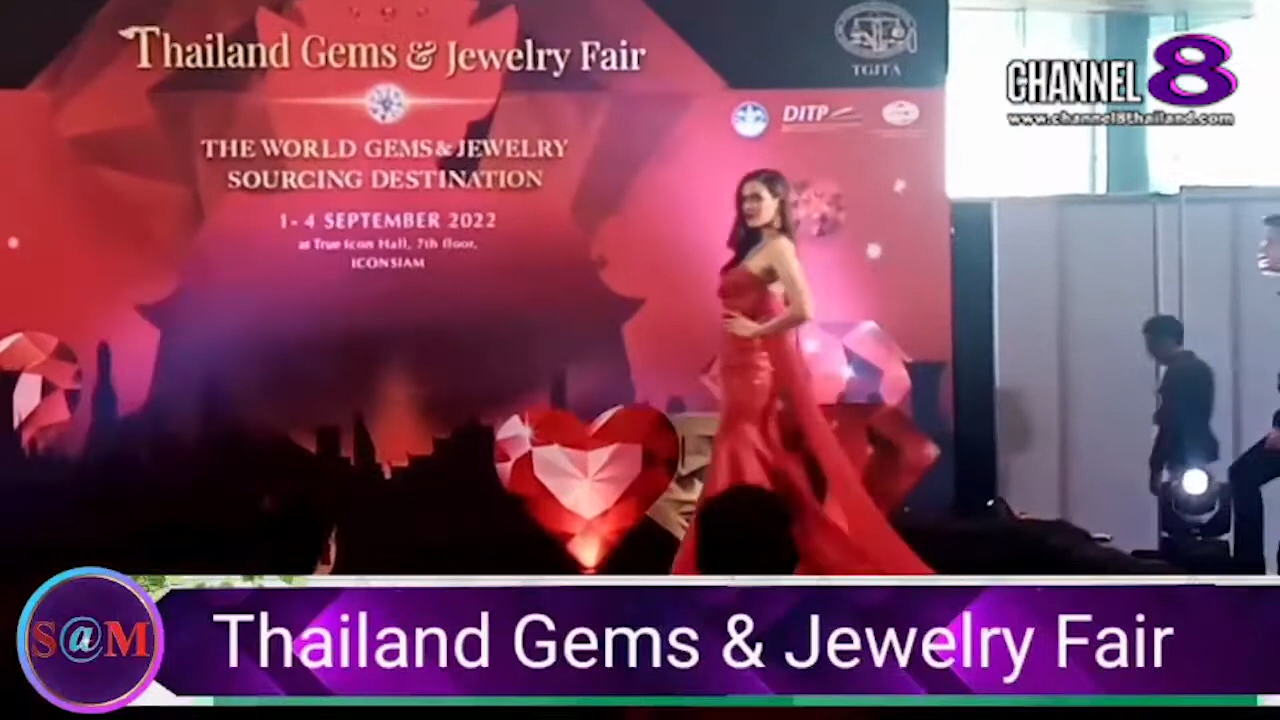 Thailand Gems & Jewelry Fair
THE WORLD GEMS & JEWELRY
SOURCING DESTINATION
1- 4 SEPTEMBER 2022
at True Icon Hall, 7th floor,
ICONSIAM
TGJTA
DITP
CHANNEL 8
www.channel8thailand.com
S@M
Thailand Gems & Jewelry Fair